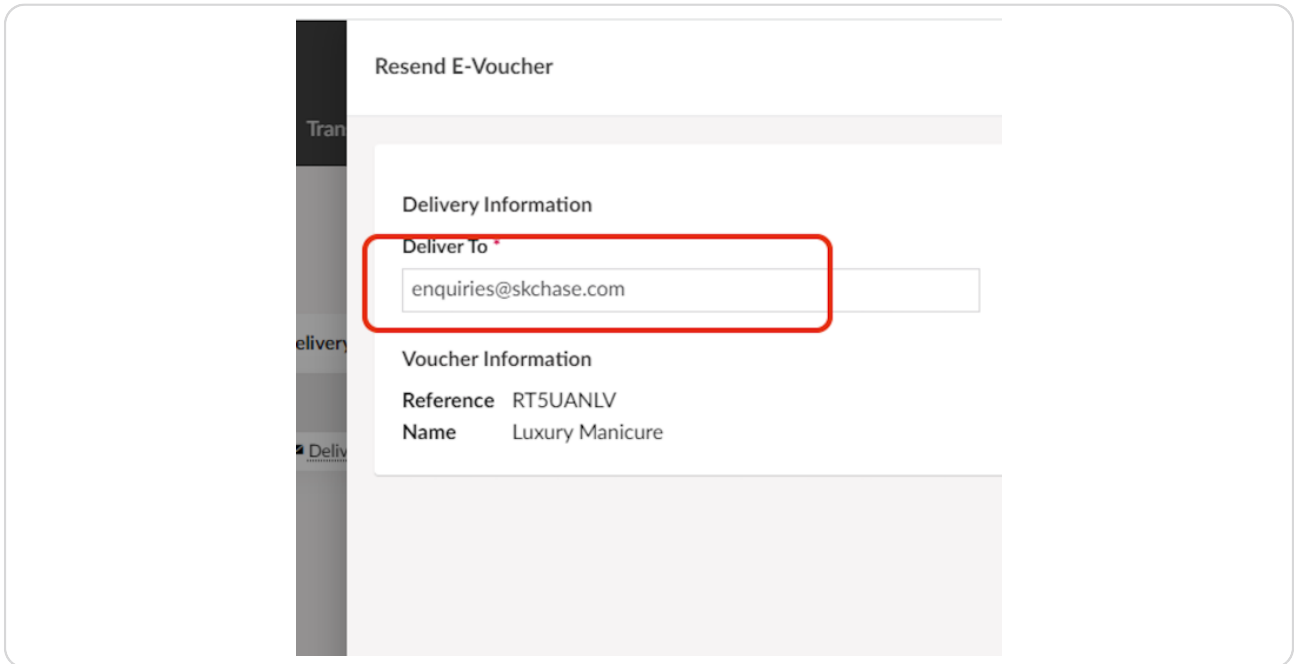 Resend E-Voucher
Tran
Delivery Information
Deliver To *
enquiries@skchase.com
elivery
Voucher Information
Reference RT5UANLV
Name Luxury Manicure
Deliv